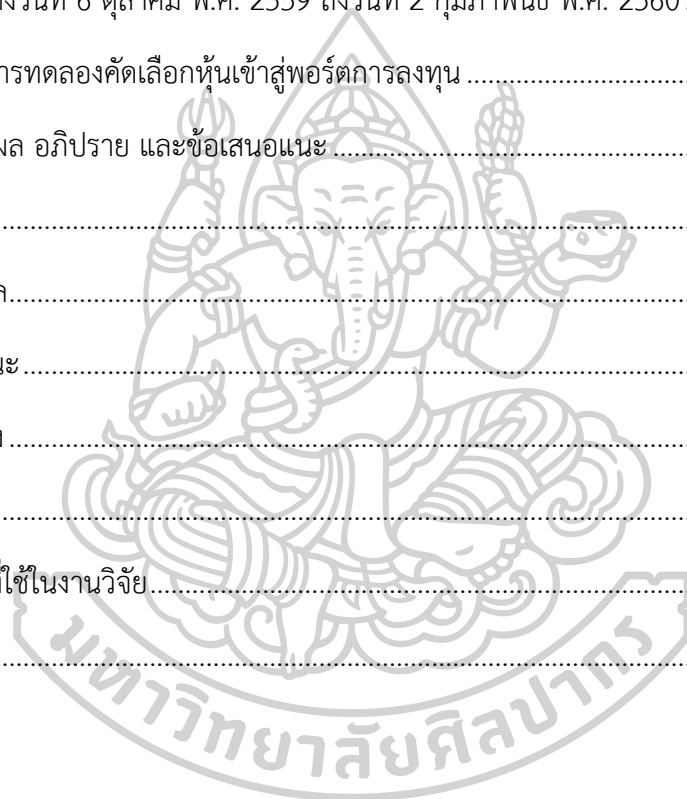 วันที่ 6 ตุลาคม พ.ศ. 2559 ถึงวันที่ 2 กุมภาพันธ์ พ.ศ. 2560
การทดลองคัดเลือกหุ้นเข้าสู่พอร์ตการลงทุน ........................................
ผล อภิปราย และข้อเสนอแนะ ........................................
........................................
........................................
........................................
........................................
........................................
ที่ใช้ในงานวิจัย........................................
........................................
มหาวิทยาลัยศิลปากร